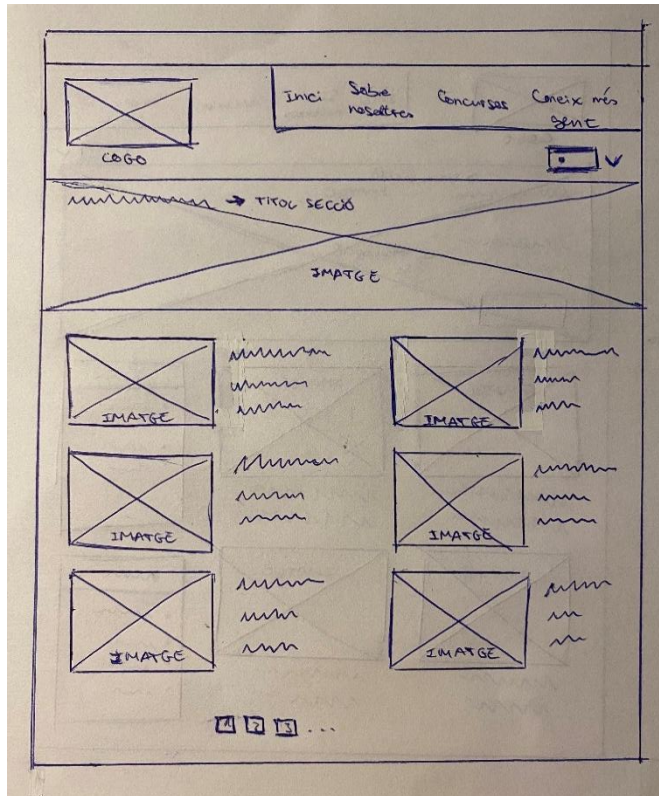 Inici Sobre nosaltres Concursos Coneix més gent
LOGO
TITOL SECCIÓ
IMATGE
IMATGE IMATGE
IMATGE IMATGE
IMATGE IMATGE
1 2 3 ...